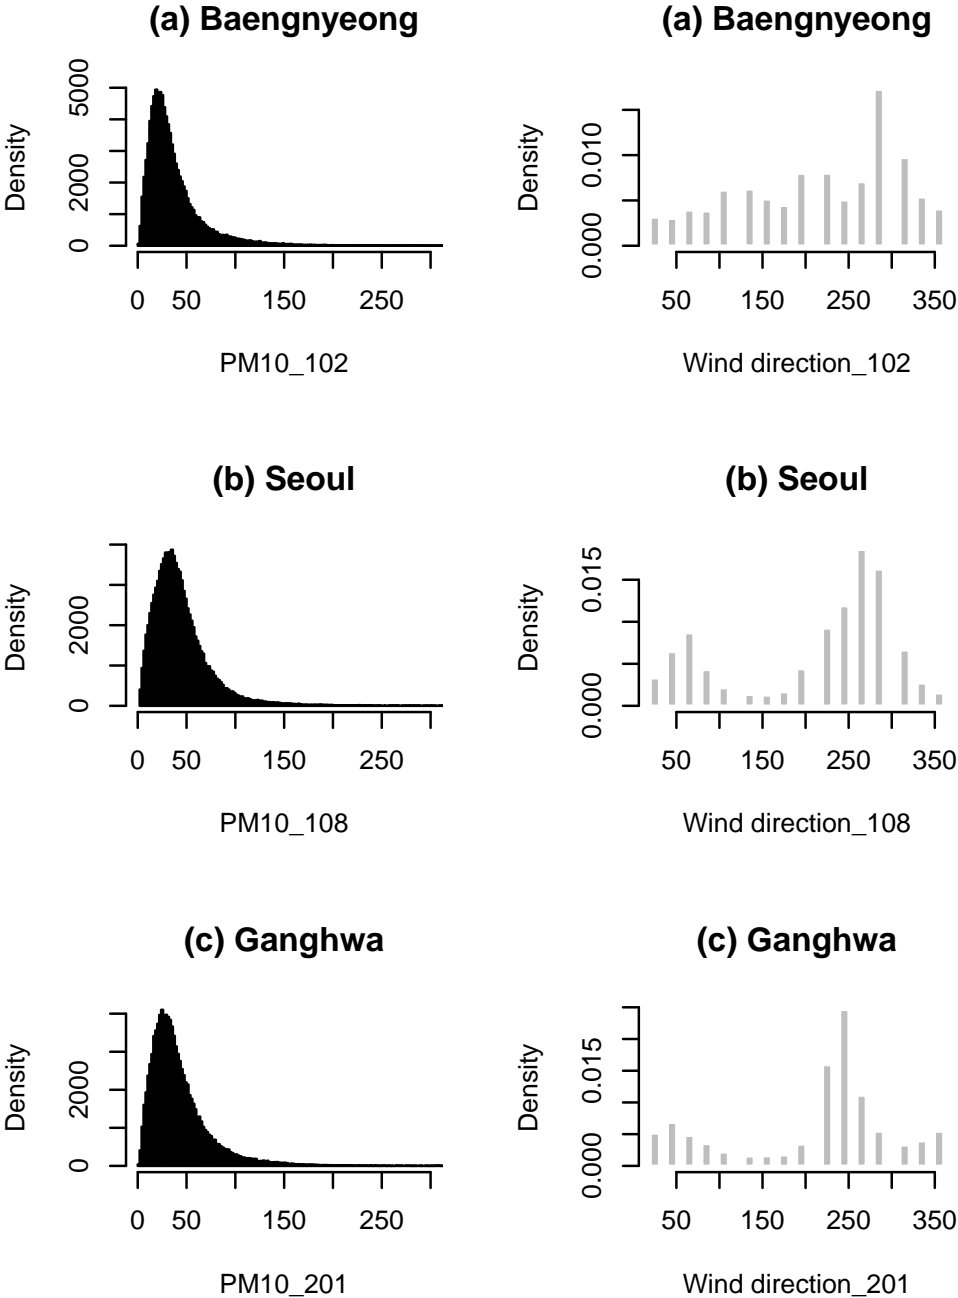 (a) Baengnyeong
Density
0
2000
5000
0 50 150 250
PM10_102
(a) Baengnyeong
Density
0.000
0.010
50 150 250 350
Wind direction_102
(b) Seoul
Density
0
2000
0 50 150 250
PM10_108
(b) Seoul
Density
0.000
0.015
50 150 250 350
Wind direction_108
(c) Ganghwa
Density
0
2000
0 50 150 250
PM10_201
(c) Ganghwa
Density
0.000
0.015
50 150 250 350
Wind direction_201